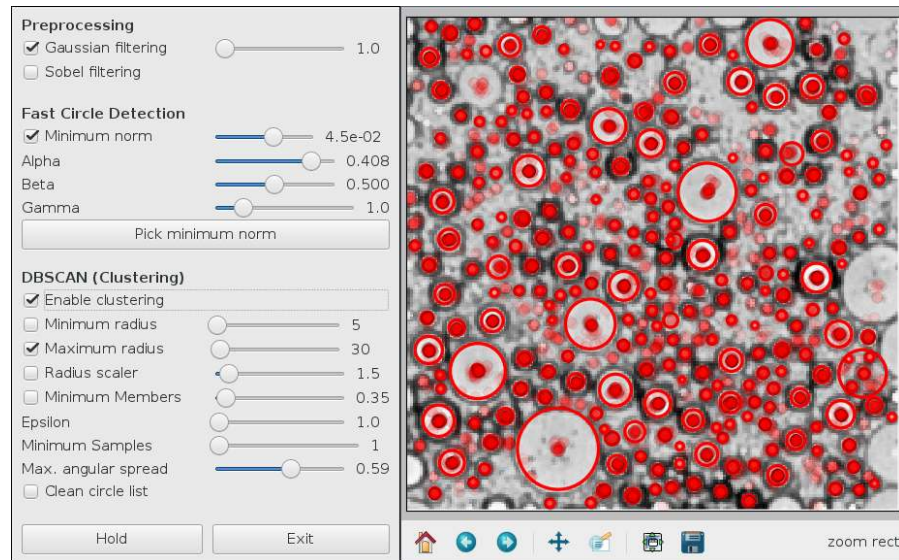 Preprocessing
Gaussian filtering 1.0
Sobel filtering
Fast Circle Detection
Minimum norm 4.5e-02
Alpha 0.408
Beta 0.500
Gamma 1.0
Pick minimum norm
DBSCAN (Clustering)
Enable clustering
Minimum radius 5
Maximum radius 30
Radius scaler 1.5
Minimum Members 0.35
Epsilon 1.0
Minimum Samples 1
Max. angular spread 0.59
Clean circle list
Hold Exit
zoom rect